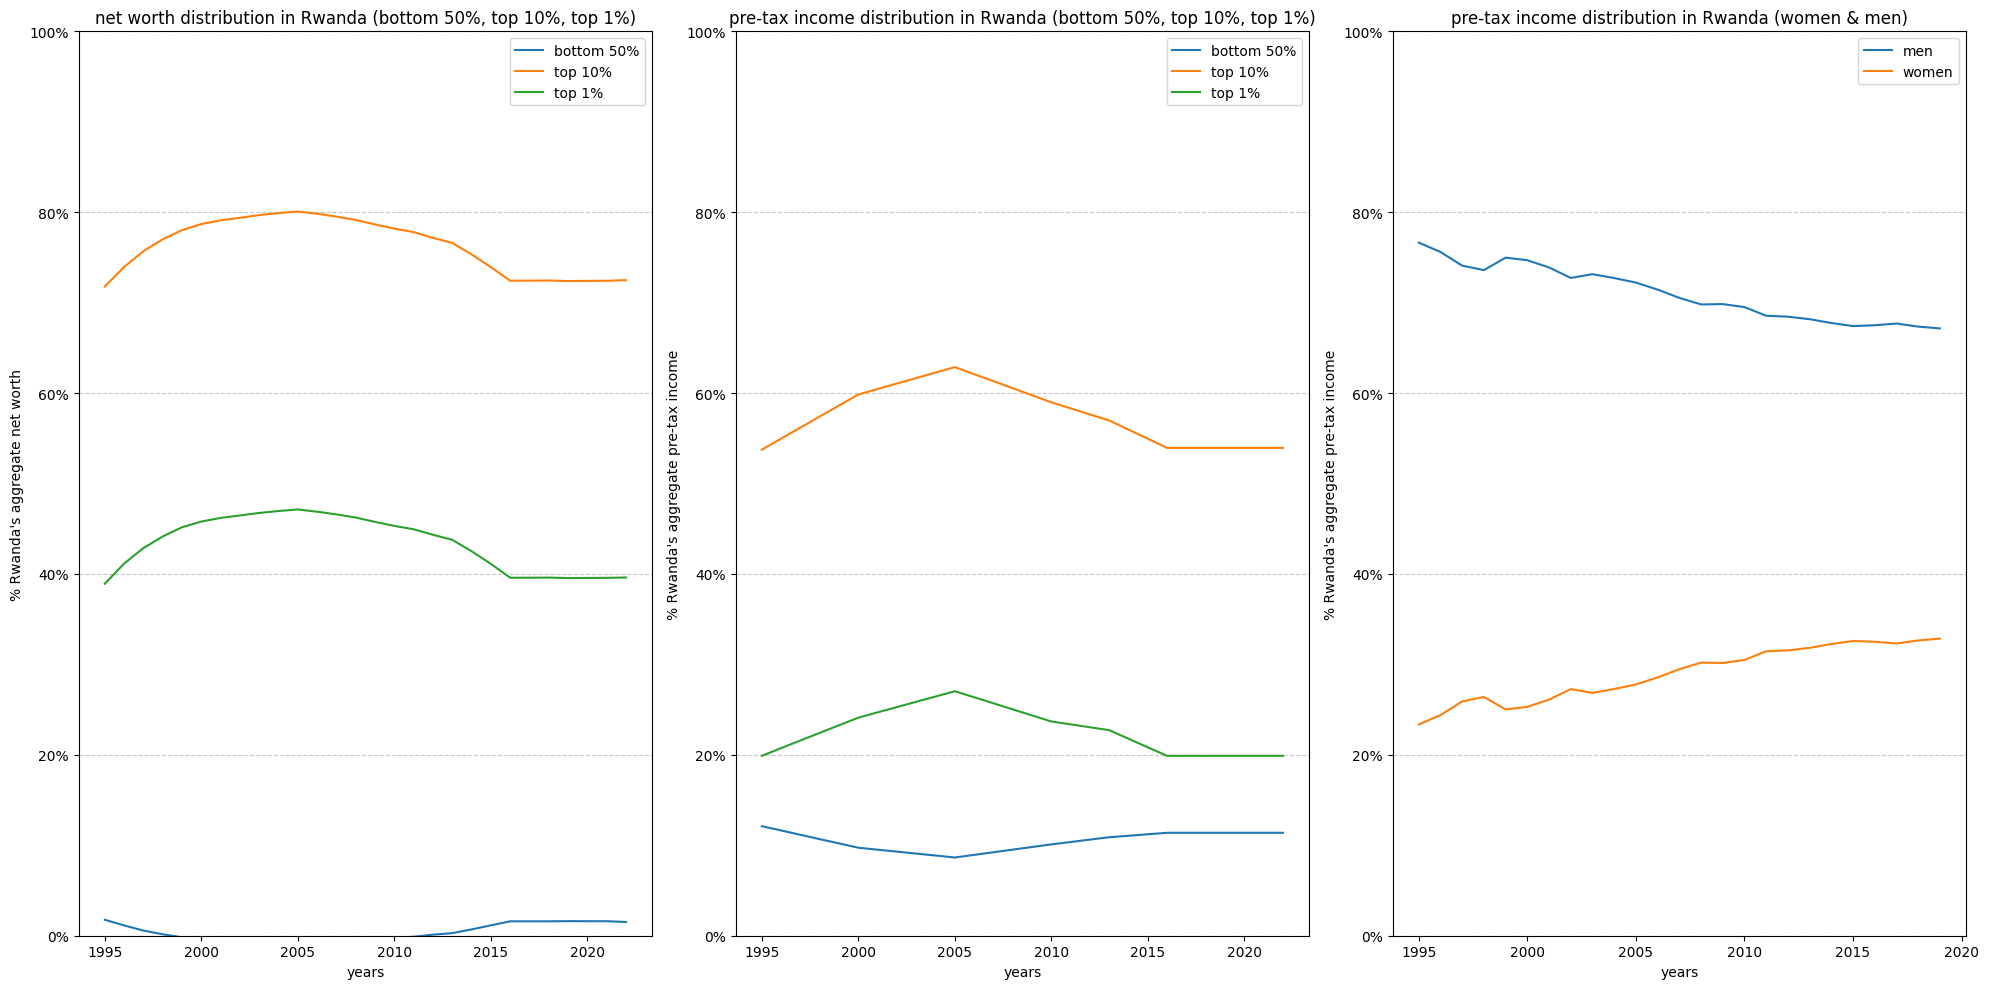 net worth distribution in Rwanda (bottom 50%, top 10%, top 1%)
100%
80%
60%
40%
20%
0%
% Rwanda's aggregate net worth
bottom 50%
top 10%
top 1%
1995
2000
2005
2010
2015
2020
years
pre-tax income distribution in Rwanda (bottom 50%, top 10%, top 1%)
100%
80%
60%
40%
20%
0%
% Rwanda's aggregate pre-tax income
bottom 50%
top 10%
top 1%
1995
2000
2005
2010
2015
2020
years
pre-tax income distribution in Rwanda (women & men)
100%
80%
60%
40%
20%
0%
% Rwanda's aggregate pre-tax income
men
women
1995
2000
2005
2010
2015
2020
years